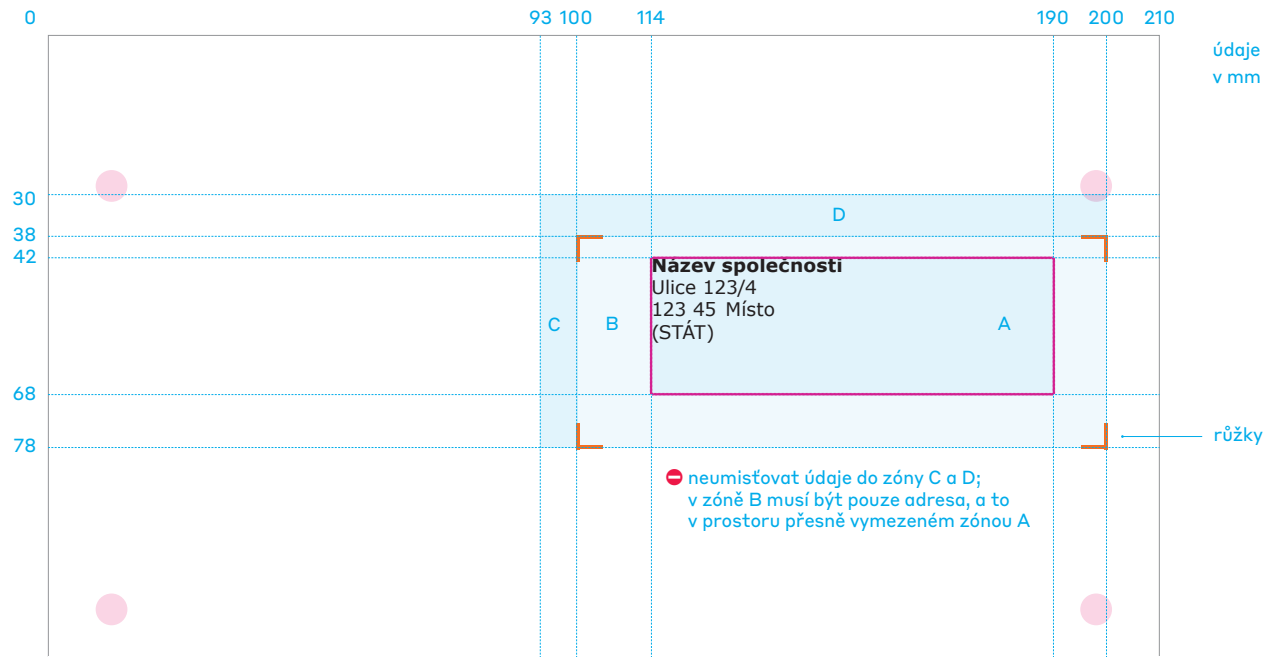 0 93 100 114 190 200 210
údaje
v mm
30
D
38
42
Název společnosti
Ulice 123/4
123 45 Místo
(STÁT)
C B A
68
78
růžky
neumisťovat údaje do zóny C a D;
v zóně B musí být pouze adresa, a to
v prostoru přesně vymezeném zónou A